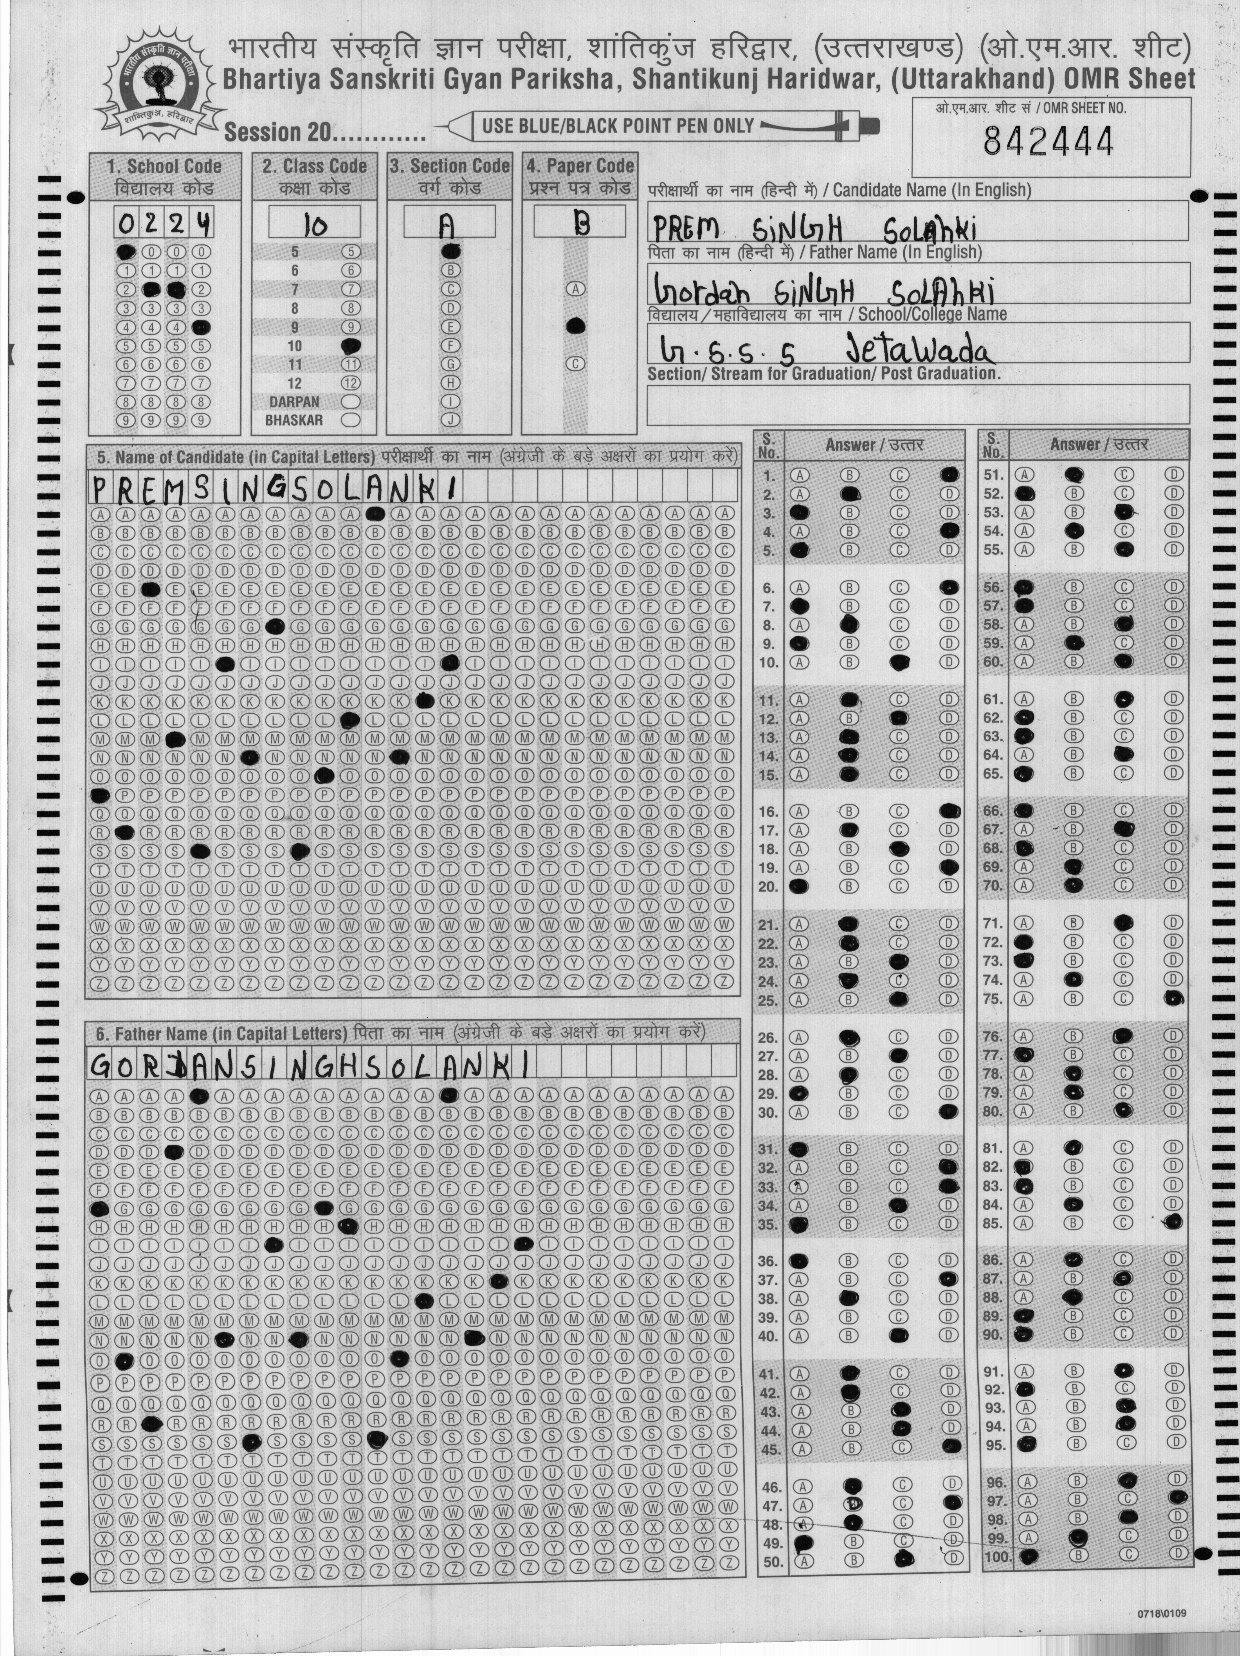 भारतीय संस्कृति ज्ञान परीक्षा, शांतिकुंज हरिद्वार, (उत्तराखण्ड) (ओ.एम.आर. शीट)
Bhartiya Sanskriti Gyan Pariksha, Shantikunj Haridwar, (Uttarakhand) OMR Sheet
Session 20............
USE BLUE/BLACK POINT PEN ONLY
ओ.एम.आर. शीट सं / OMR SHEET NO.
842444
1. School Code
विद्यालय कोड
0224
2. Class Code
कक्षा कोड
10
5
6
7
8
9
10
11
12
DARPAN
BHASKAR
3. Section Code
वर्ग कोड
A
4. Paper Code
प्रश्न पत्र कोड
B
परीक्षार्थी का नाम (हिन्दी में) / Candidate Name (In English)
PREM SiNGH SoLAnki
पिता का नाम (हिन्दी में) / Father Name (In English)
Gordan SiNGH SolAnki
विद्यालय/महाविद्यालय का नाम / School/College Name
G.S.S.S Jetawada
Section/ Stream for Graduation/ Post Graduation.
5. Name of Candidate (in Capital Letters) परीक्षार्थी का नाम (अंग्रेजी के बड़े अक्षरों का प्रयोग करें)
PREMSINGSOLANKI
6. Father Name (in Capital Letters) पिता का नाम (अंग्रेजी के बड़े अक्षरों का प्रयोग करें)
GORDANSINGHSOLANKI
S. No. Answer / उत्तर
S. No. Answer / उत्तर
0718\0109